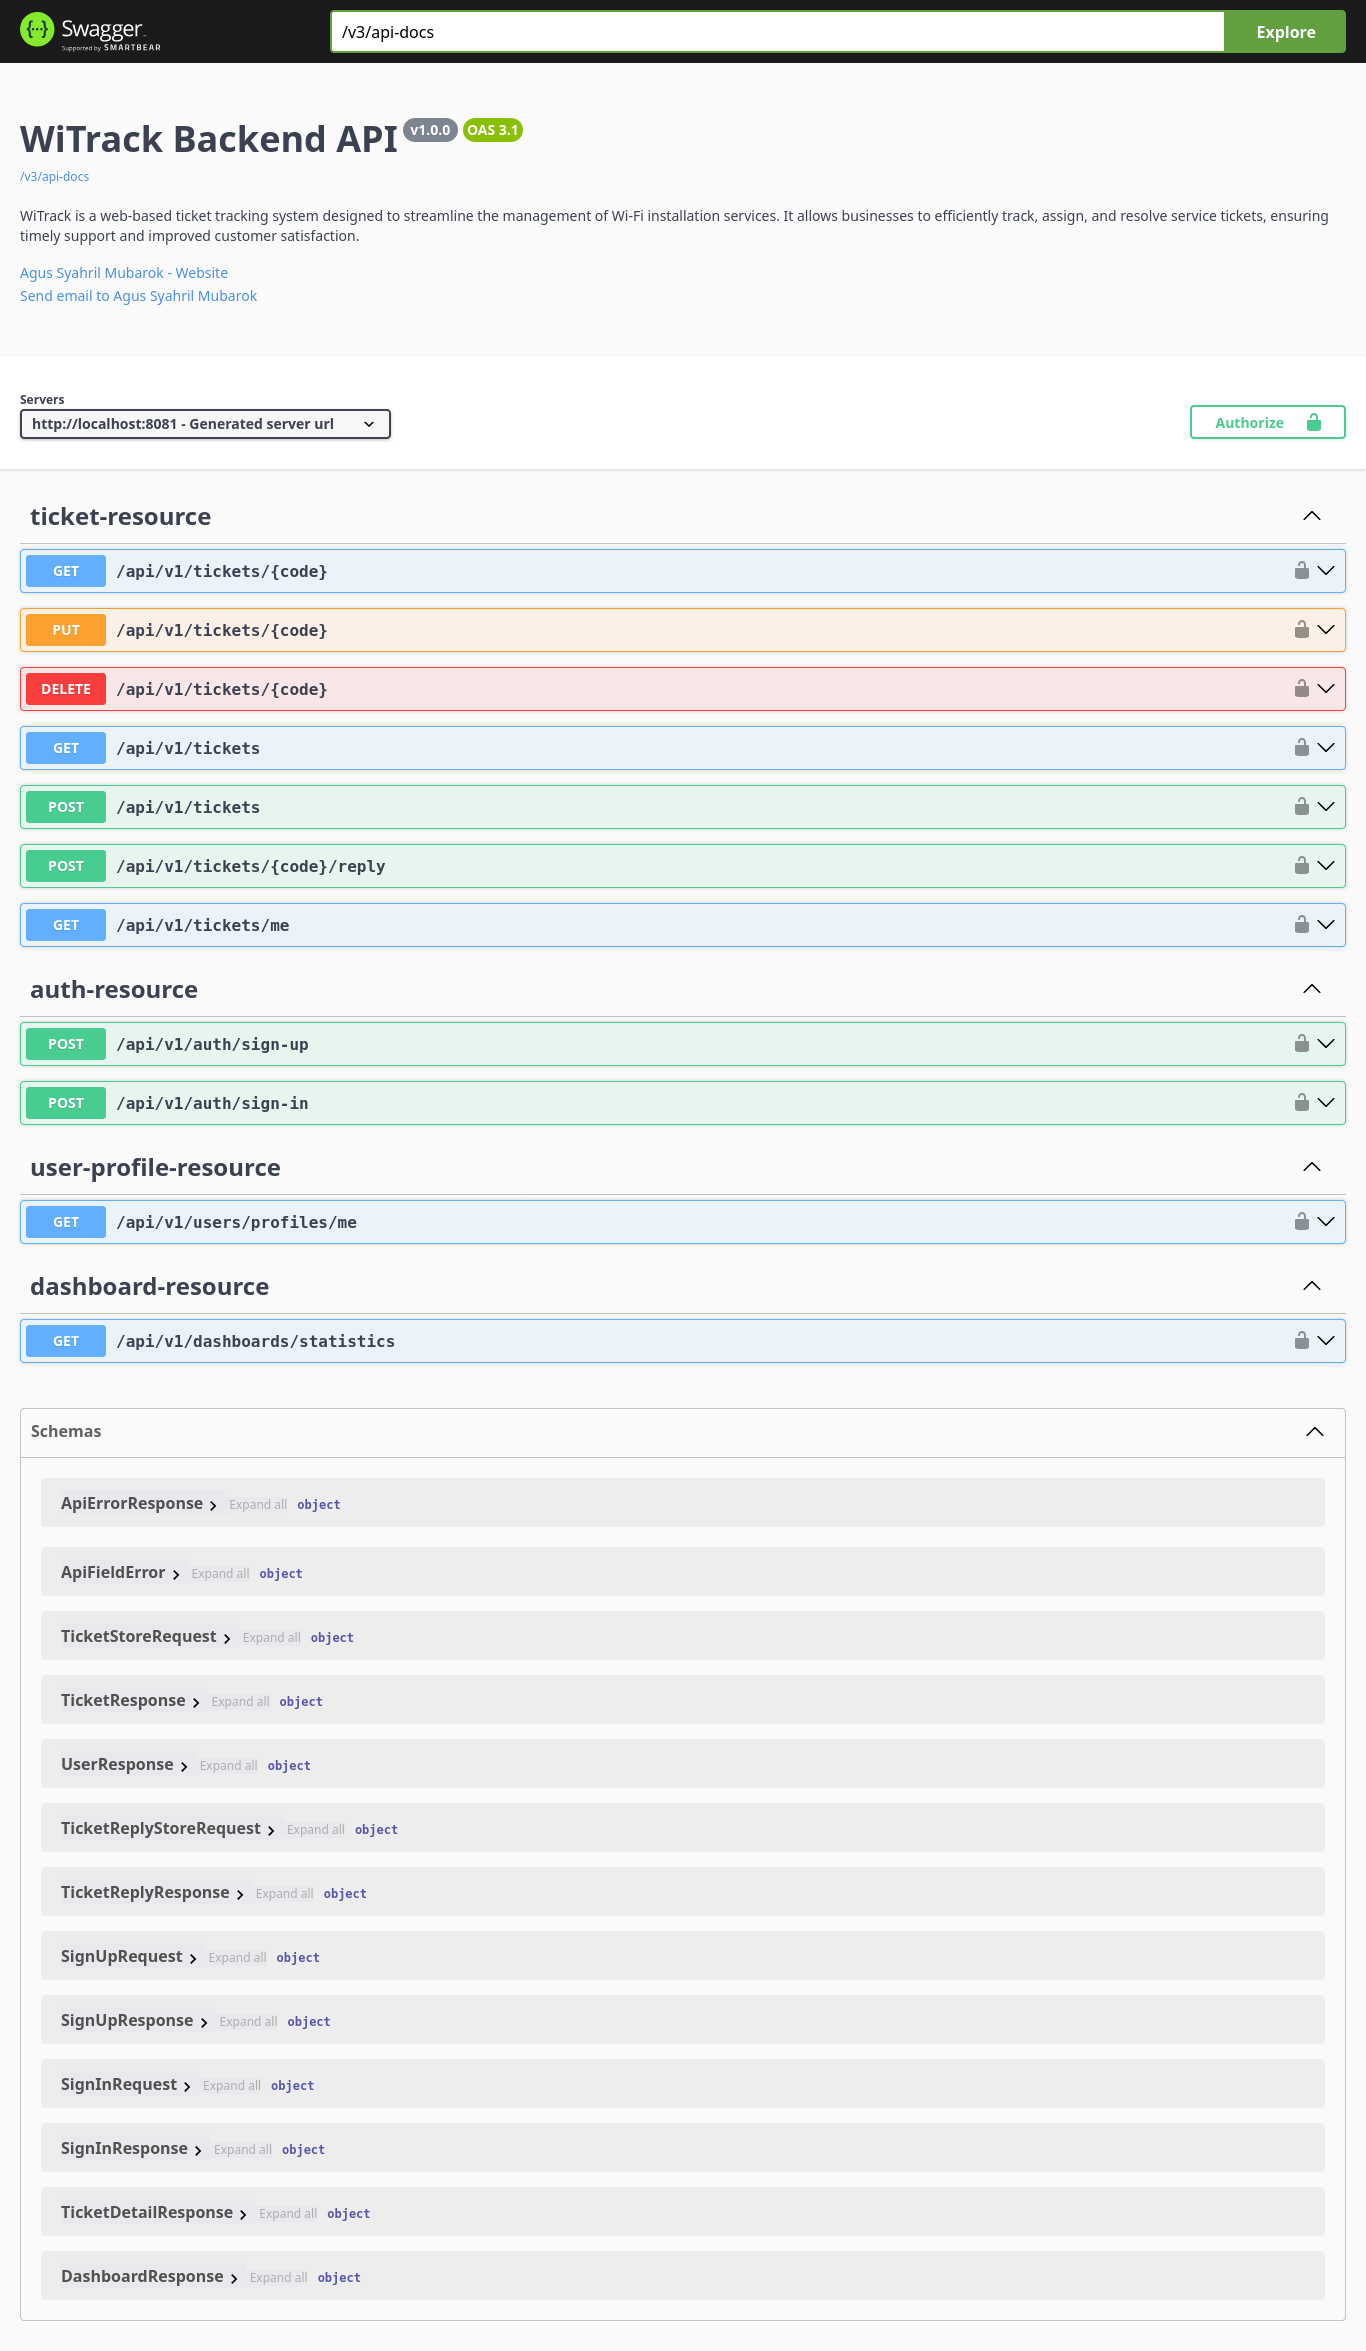 Swagger
Supported by SMARTBEAR
/v3/api-docs
Explore
WiTrack Backend API v1.0.0 OAS 3.1
/v3/api-docs
WiTrack is a web-based ticket tracking system designed to streamline the management of Wi-Fi installation services. It allows businesses to efficiently track, assign, and resolve service tickets, ensuring
timely support and improved customer satisfaction.
Agus Syahril Mubarok - Website
Send email to Agus Syahril Mubarok
Servers
http://localhost:8081 - Generated server url
Authorize
ticket-resource
GET /api/v1/tickets/{code}
PUT /api/v1/tickets/{code}
DELETE /api/v1/tickets/{code}
GET /api/v1/tickets
POST /api/v1/tickets
POST /api/v1/tickets/{code}/reply
GET /api/v1/tickets/me
auth-resource
POST /api/v1/auth/sign-up
POST /api/v1/auth/sign-in
user-profile-resource
GET /api/v1/users/profiles/me
dashboard-resource
GET /api/v1/dashboards/statistics
Schemas
ApiErrorResponse Expand all object
ApiFieldError Expand all object
TicketStoreRequest Expand all object
TicketResponse Expand all object
UserResponse Expand all object
TicketReplyStoreRequest Expand all object
TicketReplyResponse Expand all object
SignUpRequest Expand all object
SignUpResponse Expand all object
SignInRequest Expand all object
SignInResponse Expand all object
TicketDetailResponse Expand all object
DashboardResponse Expand all object